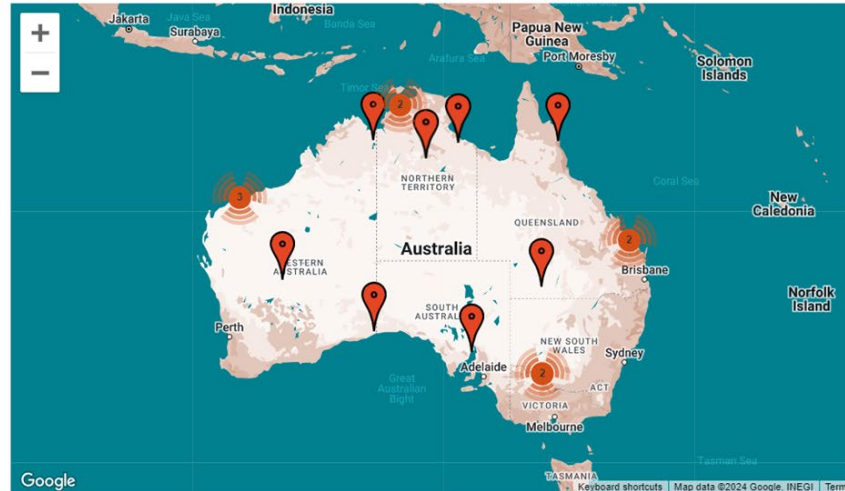 Indonesia
Java Sea
Jakarta
Surabaya
Banda Sea
Papua New
Guinea
Arafura Sea
Port Moresby
Solomon
Islands
+
−
Timor Sea
2
NORTHERN
TERRITORY
Coral Sea
3
New
Caledonia
QUEENSLAND
2
Australia
WESTERN
AUSTRALIA
Brisbane
Norfolk
Island
SOUTH
AUSTRAL
Perth
NEW SOUTH
WALES
Sydney
Adelaide
2
ACT
Great
Australian
Bight
VICTORIA
Melbourne
Tasman Sea
TASMANIA
Google
Keyboard shortcuts
Map data ©2024 Google, INEGI
Term